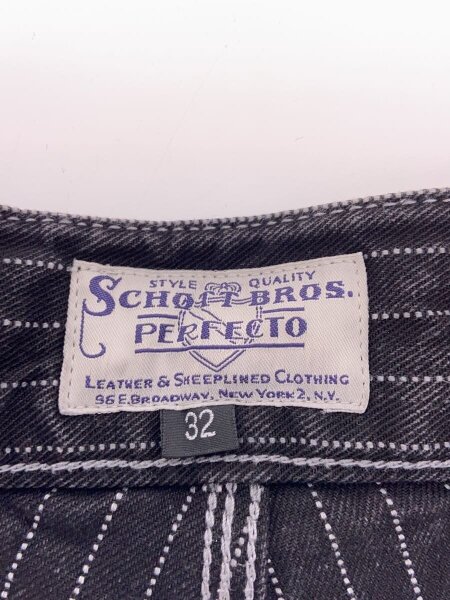 STYLE QUALITY
SCHOTT BROS.
PERFECTO
LEATHER & SHEEPLINED CLOTHING
96 E. BROADWAY, NEW YORK 2, N.Y.
32